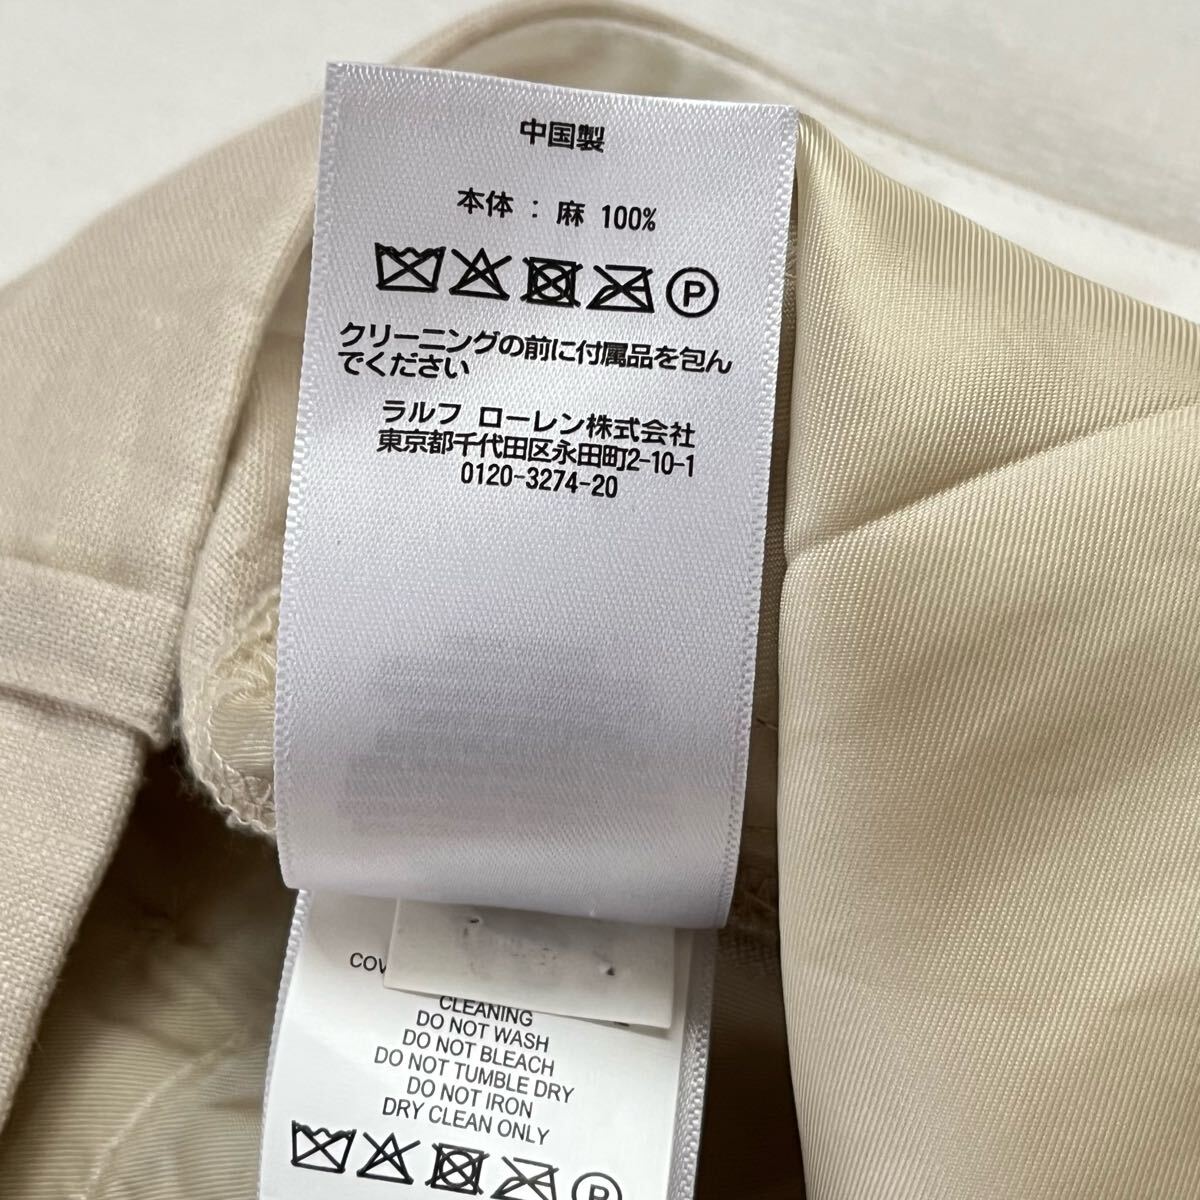 中国製
本体 : 麻 100%
P
クリーニングの前に付属品を包ん
でください
ラルフ ローレン株式会社
東京都千代田区永田町2-10-1
0120-3274-20
CLEANING
DO NOT WASH
DO NOT BLEACH
DO NOT TUMBLE DRY
DO NOT IRON
DRY CLEAN ONLY
P